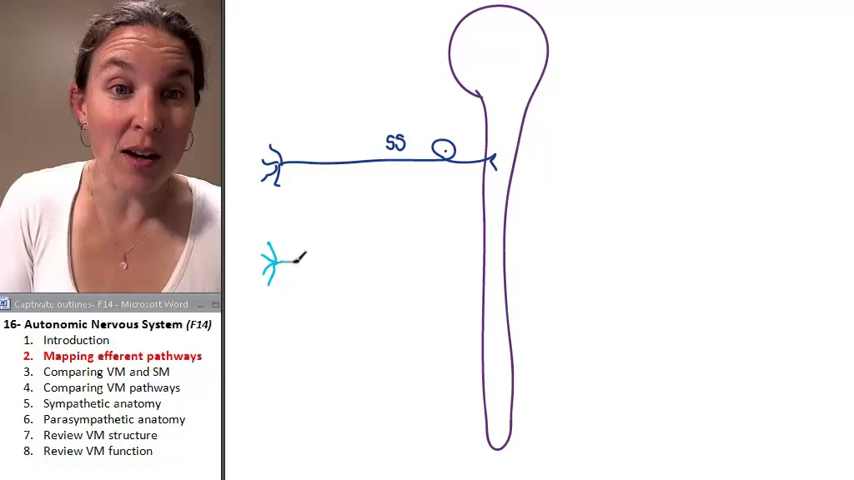 SS
Captivate outlines- F14 - Microsoft Word
16- Autonomic Nervous System (F14)
1. Introduction
2. Mapping efferent pathways
3. Comparing VM and SM
4. Comparing VM pathways
5. Sympathetic anatomy
6. Parasympathetic anatomy
7. Review VM structure
8. Review VM function